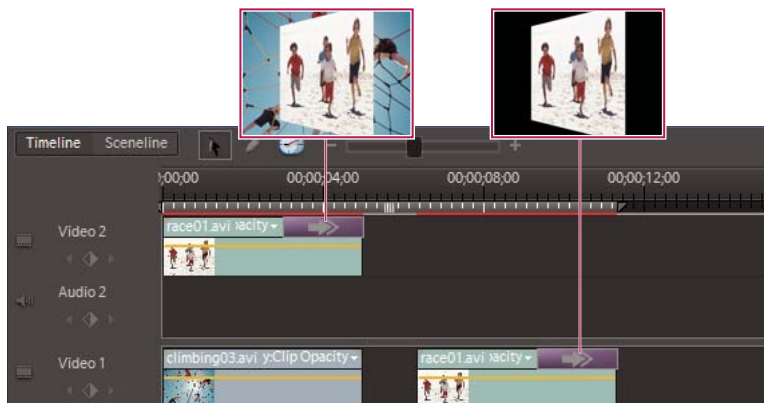 Timeline Sceneline
00;00 00;00;04;00 00;00;08;00 00;00;12;00
Video 2
race01.avi acity
Audio 2
Video 1
climbing03.avi y:Clip Opacity
race01.avi acity